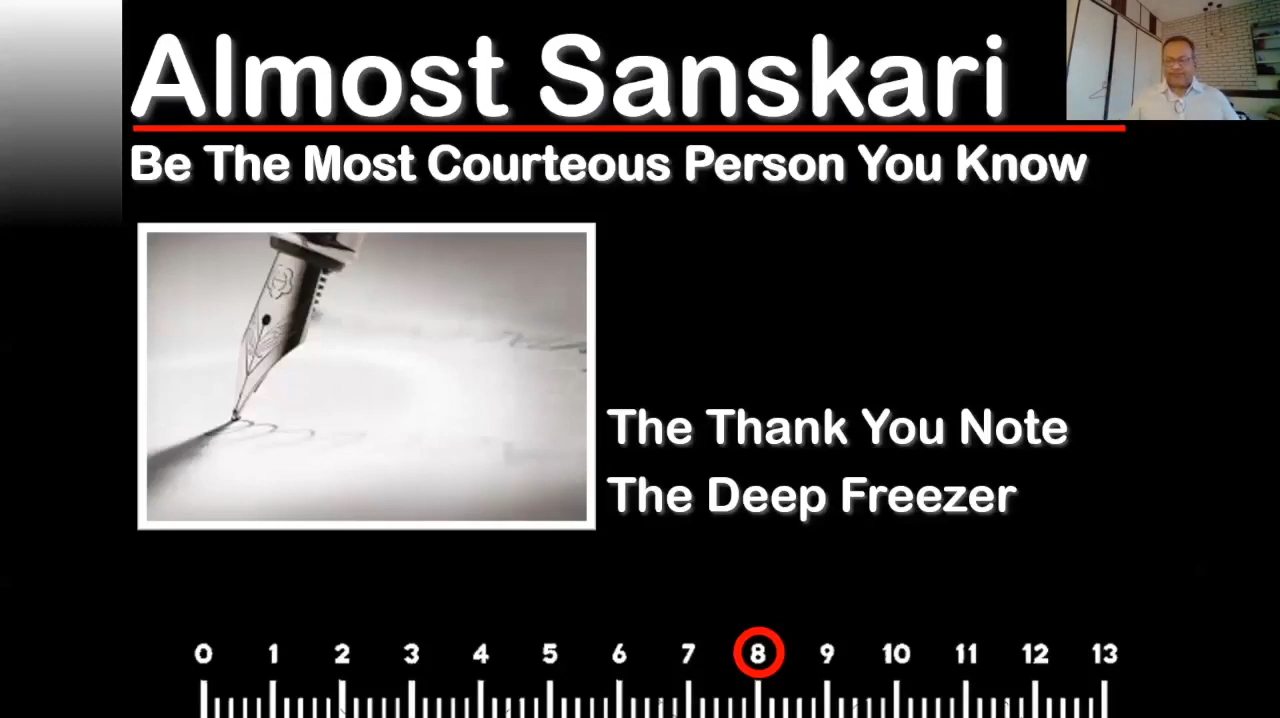 Almost Sanskari
Be The Most Courteous Person You Know
The Thank You Note
The Deep Freezer
0 1 2 3 4 5 6 7 8 9 10 11 12 13